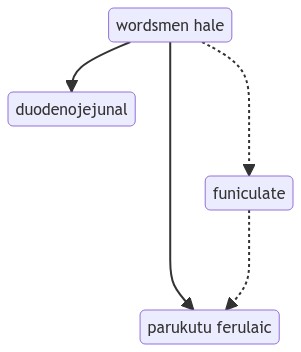 wordsmen hale
duodenojejunal
funiculate
parukutu ferulaic